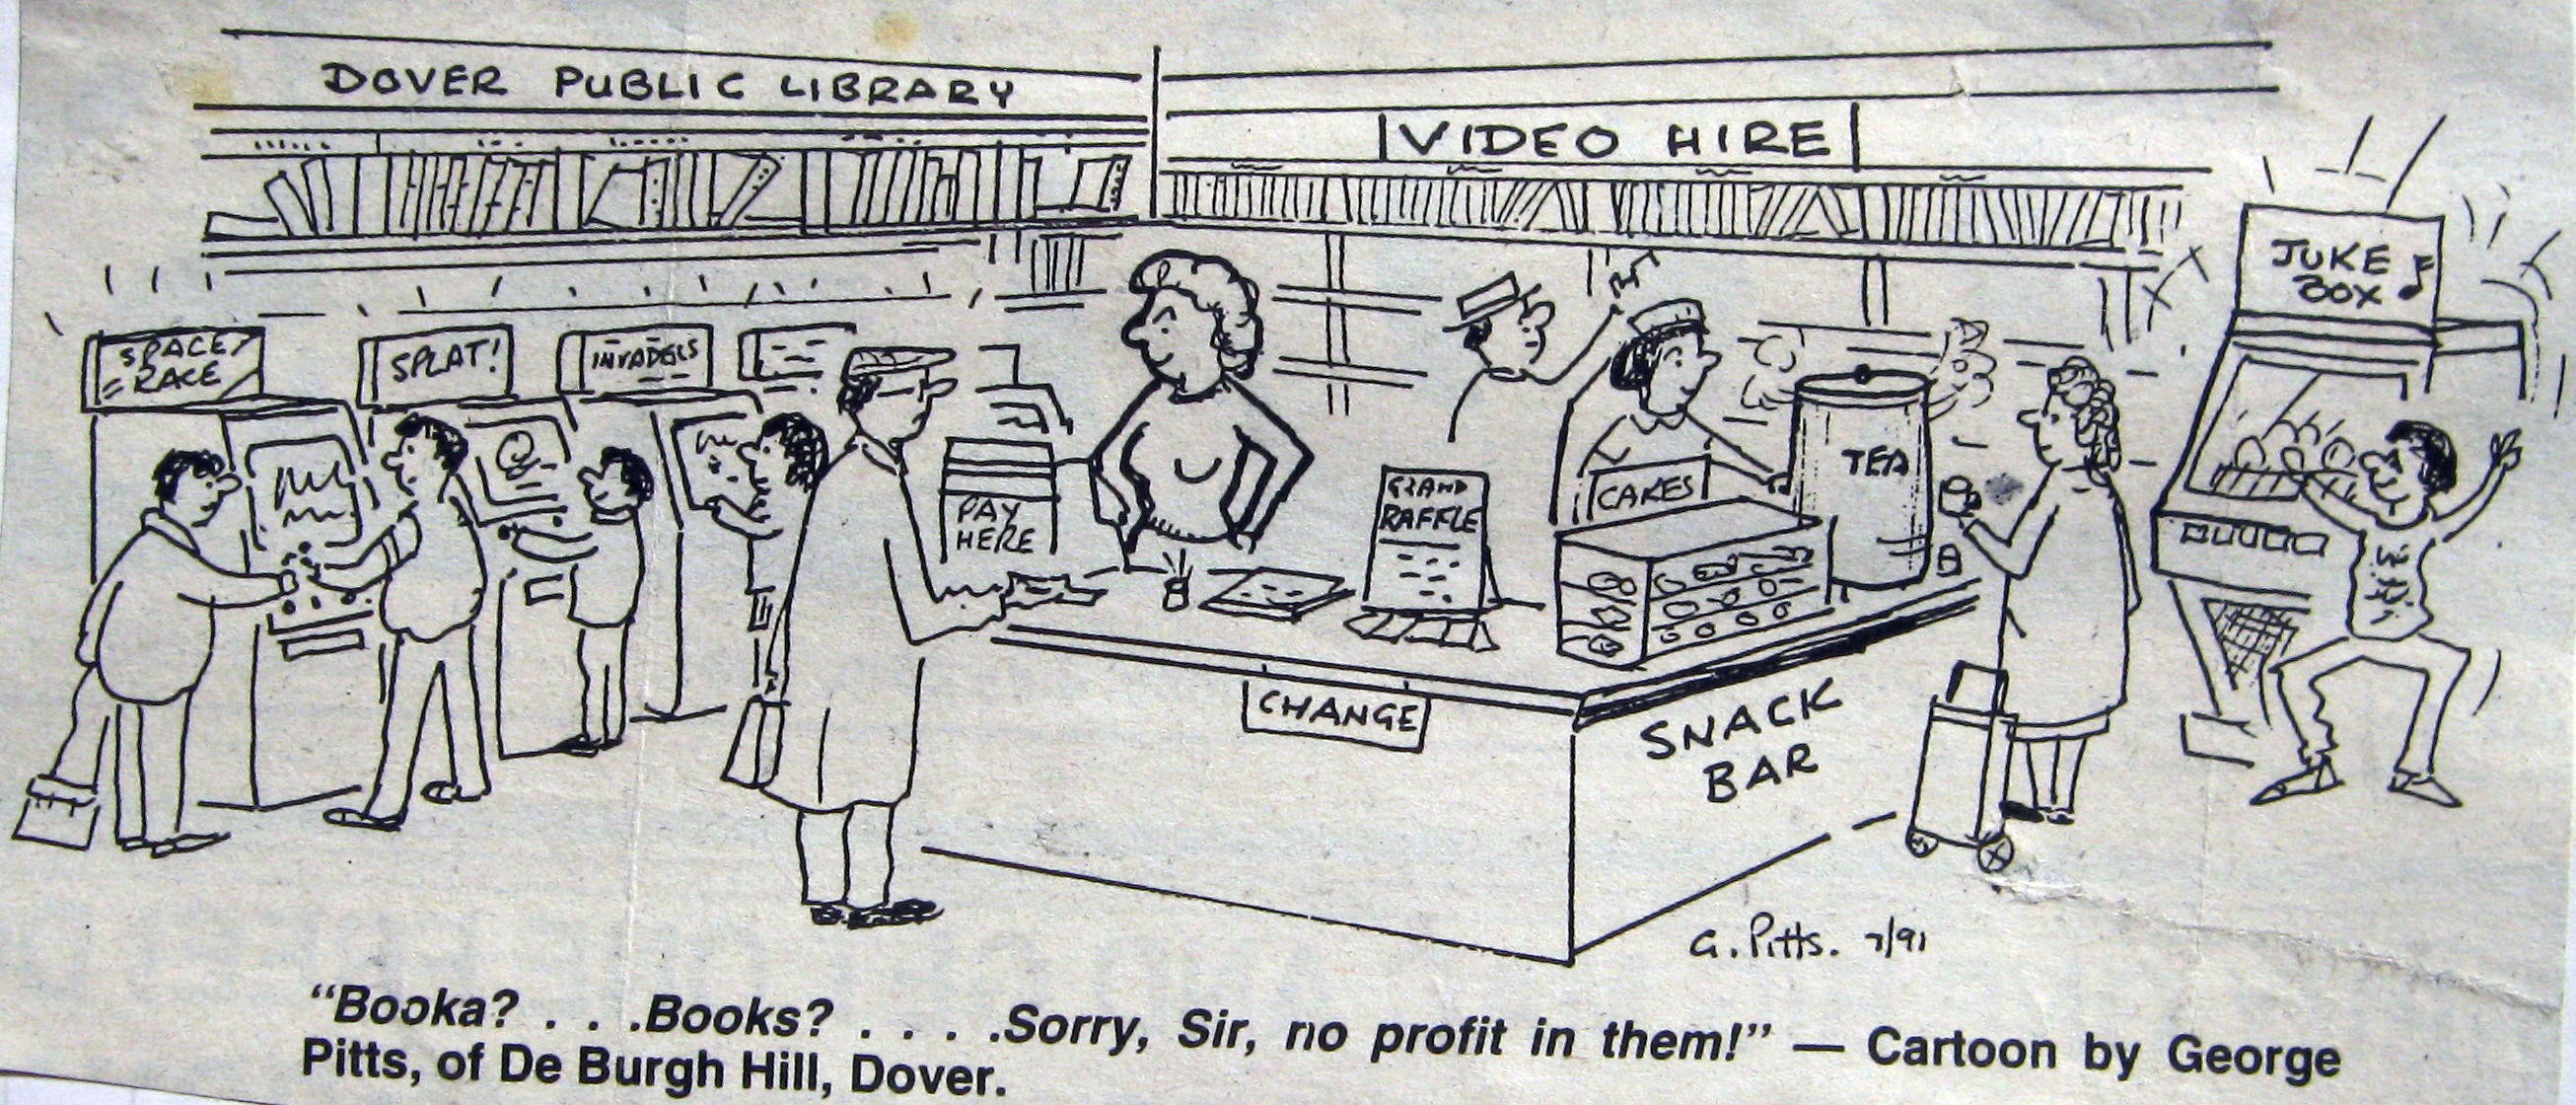 DOVER PUBLIC LIBRARY
VIDEO HIRE
JUKE
BOX
SPACE
RACE
SPLAT!
INVADERS
PAY
HERE
GRAND
RAFFLE
CAKES
TEA
CHANGE
SNACK
BAR
G. Pitts. 7/91
"Booka? . . .Books? . . . .Sorry, Sir, no profit in them!" — Cartoon by George
Pitts, of De Burgh Hill, Dover.